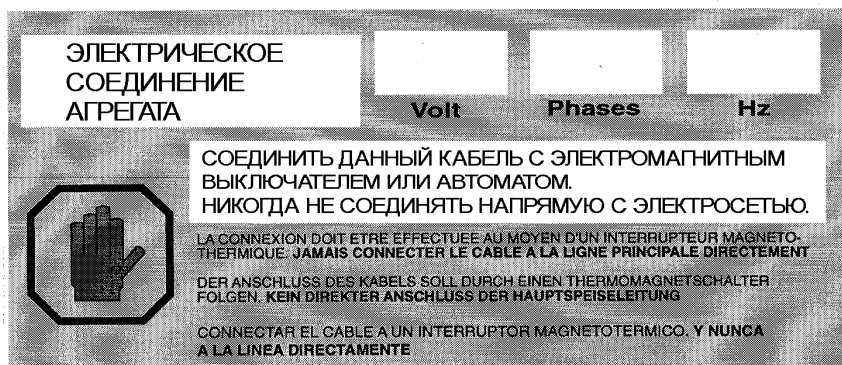 ЭЛЕКТРИЧЕСКОЕ
СОЕДИНЕНИЕ
АГРЕГАТА
Volt Phases Hz
СОЕДИНИТЬ ДАННЫЙ КАБЕЛЬ С ЭЛЕКТРОМАГНИТНЫМ
ВЫКЛЮЧАТЕЛЕМ ИЛИ АВТОМАТОМ.
НИКОГДА НЕ СОЕДИНЯТЬ НАПРЯМУЮ С ЭЛЕКТРОСЕТЬЮ.
LA CONNEXION DOIT ETRE EFFECTUEE AU MOYEN D'UN INTERRUPTEUR MAGNETO-
THERMIQUE. JAMAIS CONNECTER LE CABLE A LA LIGNE PRINCIPALE DIRECTEMENT
DER ANSCHLUSS DES KABELS SOLL DURCH EINEN THERMOMAGNETSCHALTER
FOLGEN. KEIN DIREKTER ANSCHLUSS DER HAUPTSPEISELEITUNG
CONNECTAR EL CABLE A UN INTERRUPTOR MAGNETOTERMICO. Y NUNCA
A LA LINEA DIRECTAMENTE